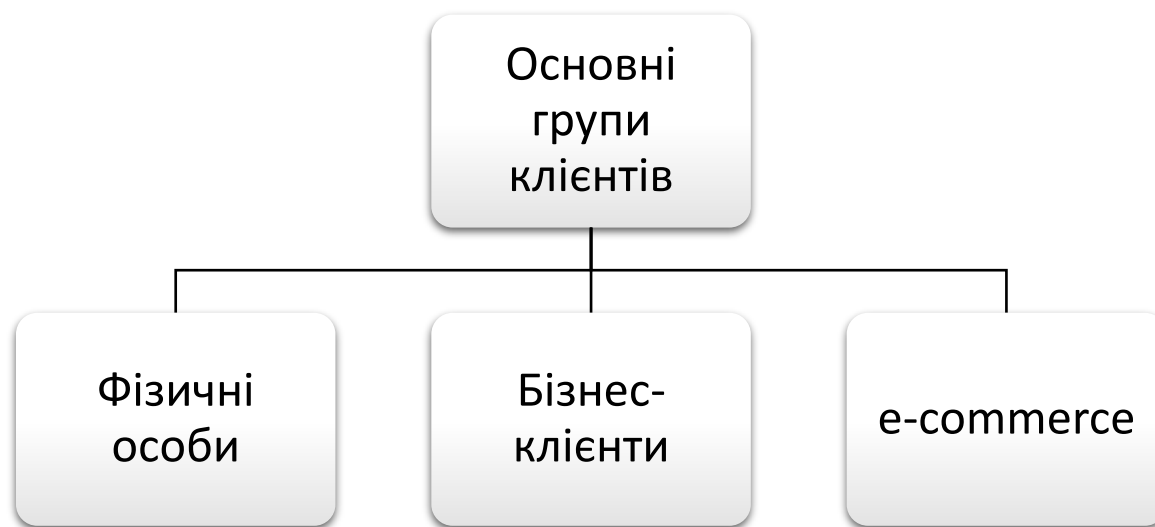 Основні
групи
клієнтів
Фізичні
особи
Бізнес-
клієнти
e-commerce